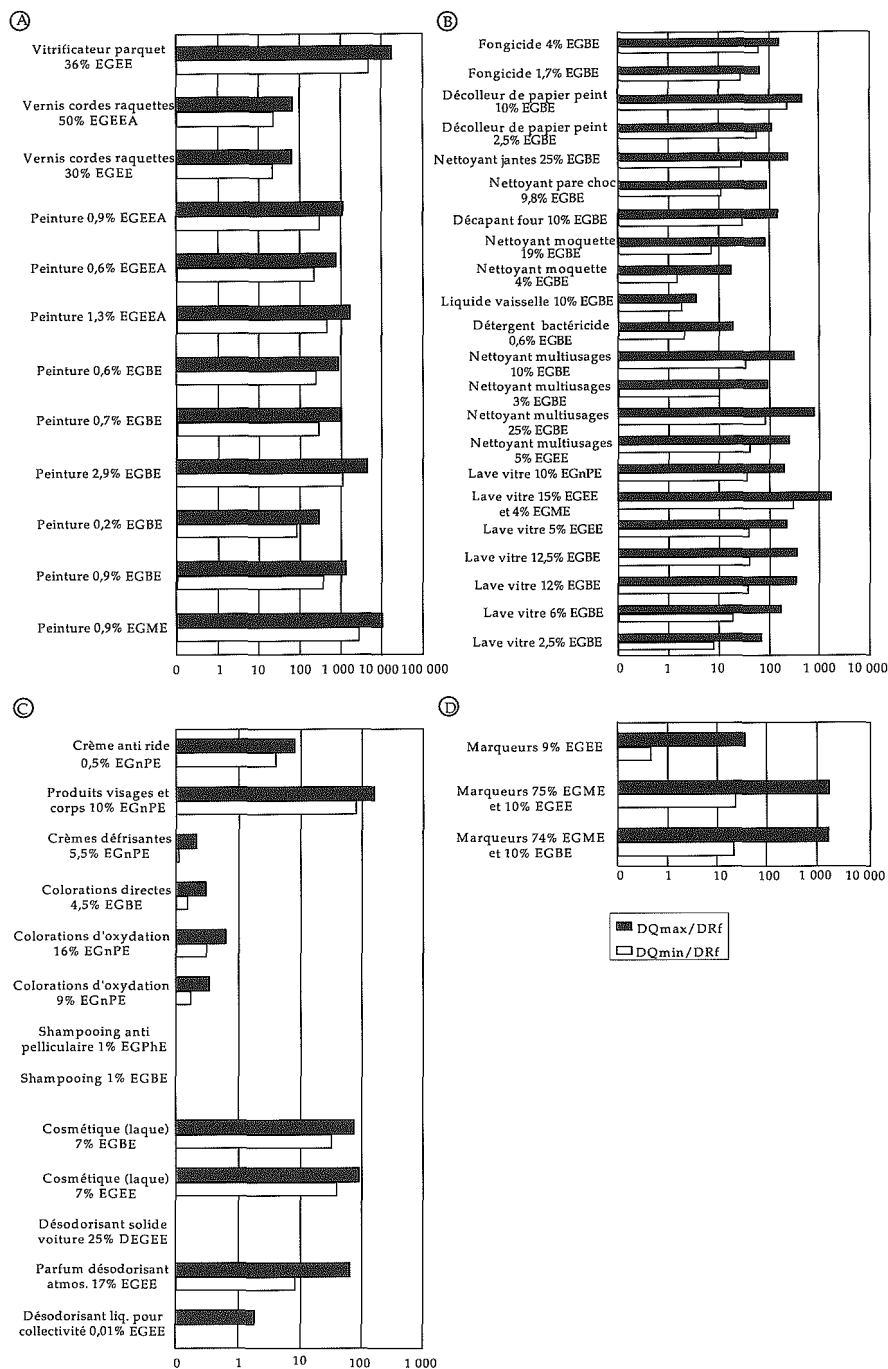 A
Vitrificateur parquet
36% EGEE
Vernis cordes raquettes
50% EGEEA
Vernis cordes raquettes
30% EGEE
Peinture 0,9% EGEEA
Peinture 0,6% EGEEA
Peinture 1,3% EGEEA
Peinture 0,6% EGBE
Peinture 0,7% EGBE
Peinture 2,9% EGBE
Peinture 0,2% EGBE
Peinture 0,9% EGBE
Peinture 0,9% EGME
0 1 10 100 1 000 10 000 100 000
B
Fongicide 4% EGBE
Fongicide 1,7% EGBE
Décolleur de papier peint
10% EGBE
Décolleur de papier peint
2,5% EGBE
Nettoyant jantes 25% EGBE
Nettoyant pare choc
9,8% EGBE
Décapant four 10% EGBE
Nettoyant moquette
19% EGBE
Nettoyant moquette
4% EGBE
Liquide vaisselle 10% EGBE
Détergent bactéricide
0,6% EGBE
Nettoyant multiusages
10% EGBE
Nettoyant multiusages
3% EGBE
Nettoyant multiusages
25% EGBE
Nettoyant multiusages
5% EGEE
Lave vitre 10% EGnPE
Lave vitre 15% EGEE
et 4% EGME
Lave vitre 5% EGEE
Lave vitre 12,5% EGBE
Lave vitre 12% EGBE
Lave vitre 6% EGBE
Lave vitre 2,5% EGBE
0 1 10 100 1 000 10 000
C
Crème anti ride
0,5% EGnPE
Produits visages et
corps 10% EGnPE
Crèmes défrisantes
5,5% EGnPE
Colorations directes
4,5% EGBE
Colorations d'oxydation
16% EGnPE
Colorations d'oxydation
9% EGnPE
Shampooing anti
pelliculaire 1% EGPhE
Shampooing 1% EGBE
Cosmétique (laque)
7% EGBE
Cosmétique (laque)
7% EGEE
Désodorisant solide
voiture 25% DEGEE
Parfum désodorisant
atmos. 17% EGEE
Désodorisant liq. pour
collectivité 0,01% EGEE
0 1 10 100 1 000
D
Marqueurs 9% EGEE
Marqueurs 75% EGME
et 10% EGEE
Marqueurs 74% EGME
et 10% EGBE
0 1 10 100 1 000 10 000
DQmax/DRf
DQmin/DRf